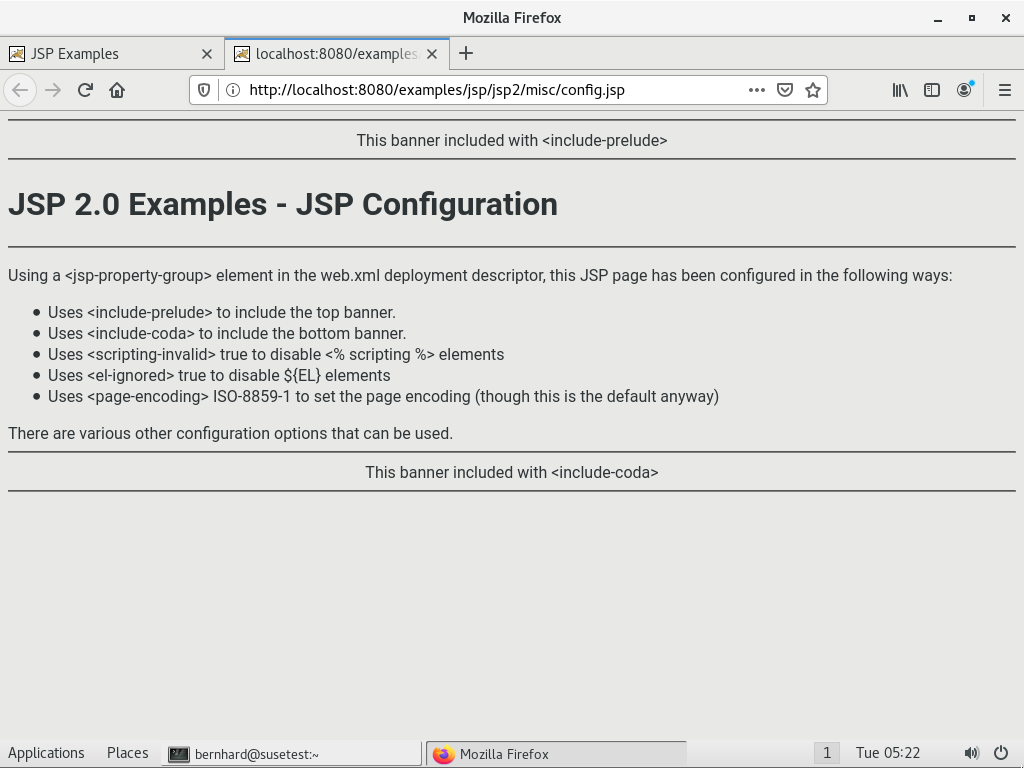 Mozilla Firefox
JSP Examples
localhost:8080/examples
http://localhost:8080/examples/jsp/jsp2/misc/config.jsp
This banner included with <include-prelude>
JSP 2.0 Examples - JSP Configuration
Using a <jsp-property-group> element in the web.xml deployment descriptor, this JSP page has been configured in the following ways:
Uses <include-prelude> to include the top banner.
Uses <include-coda> to include the bottom banner.
Uses <scripting-invalid> true to disable <% scripting %> elements
Uses <el-ignored> true to disable ${EL} elements
Uses <page-encoding> ISO-8859-1 to set the page encoding (though this is the default anyway)
There are various other configuration options that can be used.
This banner included with <include-coda>
Applications Places bernhard@susetest:~ Mozilla Firefox 1 Tue 05:22